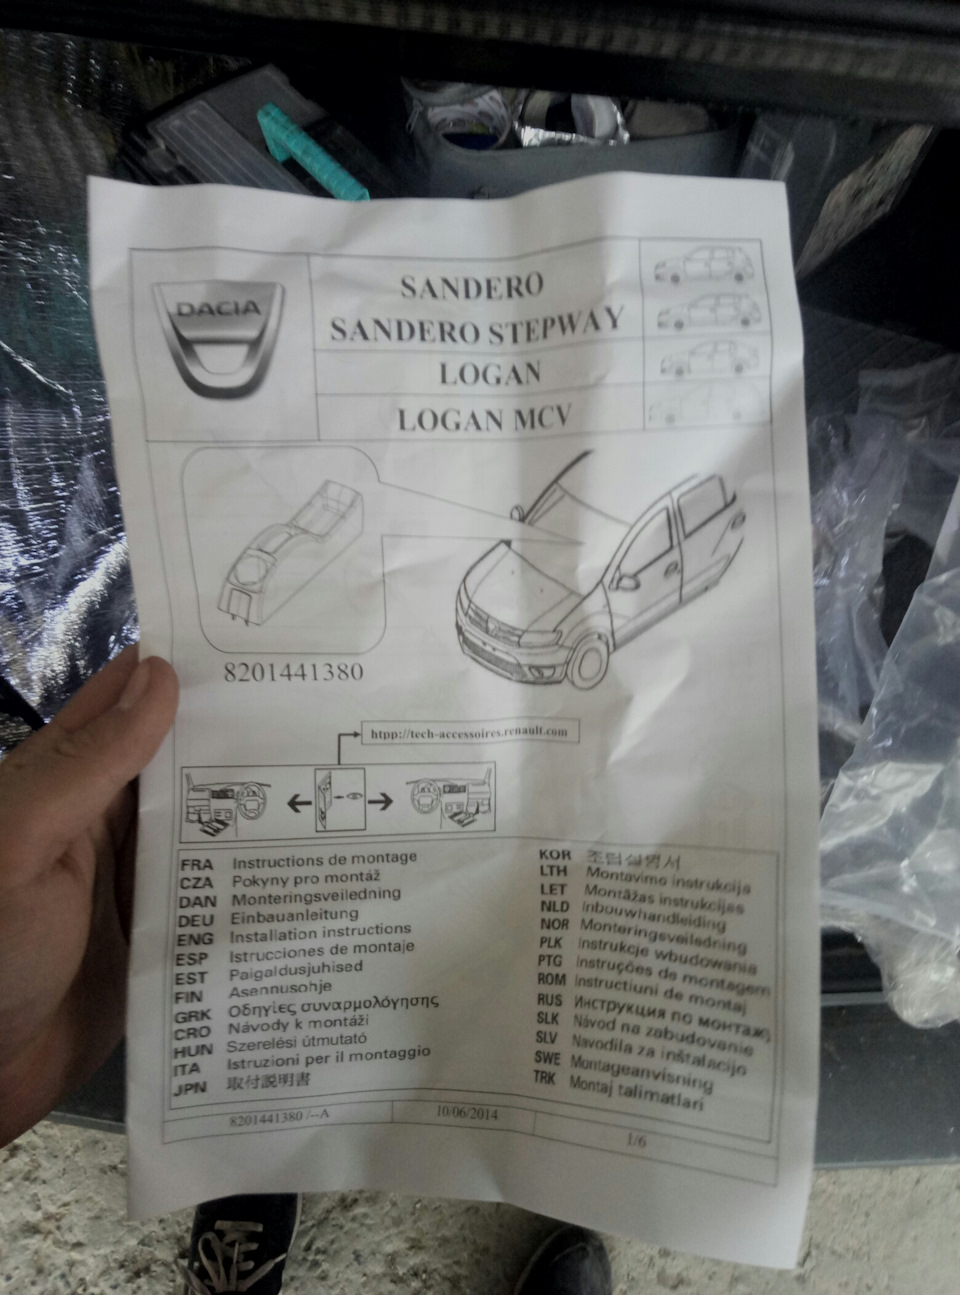 DACIA
SANDERO
SANDERO STEPWAY
LOGAN
LOGAN MCV
8201441380
htpp://tech-accessoires.renault.com
FRA Instructions de montage
CZA Pokyny pro montáž
DAN Monteringsveiledning
DEU Einbauanleitung
ENG Installation instructions
ESP Istrucciones de montaje
EST Paigaldusjuhised
FIN Asennusohje
GRK Οδηγίες συναρμολόγησης
CRO Návody k montáži
HUN Szerelési útmutató
ITA Istruzioni per il montaggio
JPN 取付説明書
KOR 조립설명서
LTH Montavimo instrukcija
LET Montāžas instrukcijas
NLD Inbouwhandleiding
NOR Monteringsveiledning
PLK Instrukcje wbudowania
PTG Instruções de montagem
ROM Instructiuni de montaj
RUS Инструкция по монтажу
SLK Návod na zabudovenie
SLV Navodila za inštalacijo
SWE Montageanvisning
TRK Montaj talimatlari
8201441380 /--A
10/06/2014
1/6